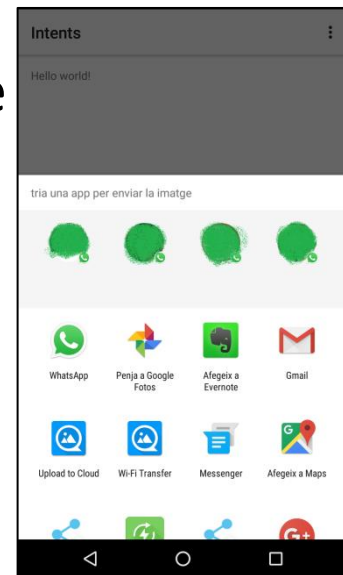 e
Intents
Hello world!
tria una app per enviar la imatge
WhatsApp
Penja a Google
Fotos
Afegeix a
Evernote
Gmail
Upload to Cloud
Wi-Fi Transfer
Messenger
Afegeix a Maps
G+